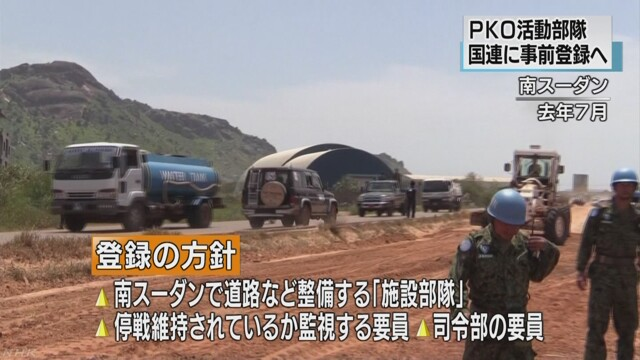 PKO活動部隊
国連に事前登録へ
南スーダン
去年7月
登録の方針
▲南スーダンで道路など整備する「施設部隊」
▲停戦維持されているか監視する要員▲司令部の要員